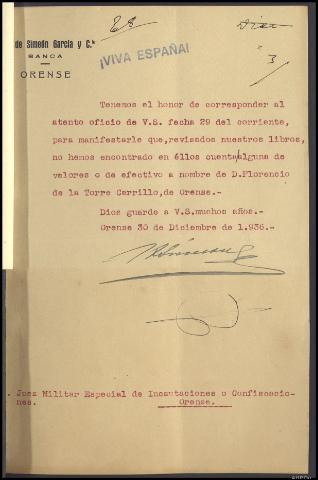 28
de Simeón García y C.ª
BANCA
ORENSE
¡VIVA ESPAÑA!
3
Tenemos el honor de corresponder al
atento oficio de V.S. fecha 29 del corriente,
para manifestarle que,revisados nuestros libros,
no hemos encontrado en éllos cuenta alguna de
valores o de efectivo a nombre de D.Florencio
de la Torre Carrillo,de Orense.-
Dios guarde a V.S.muchos años.-
Orense 30 de Diciembre de 1.936.-
. Juez Militar Especial de Incautaciones o Confiscacio-
nes.
Orense.